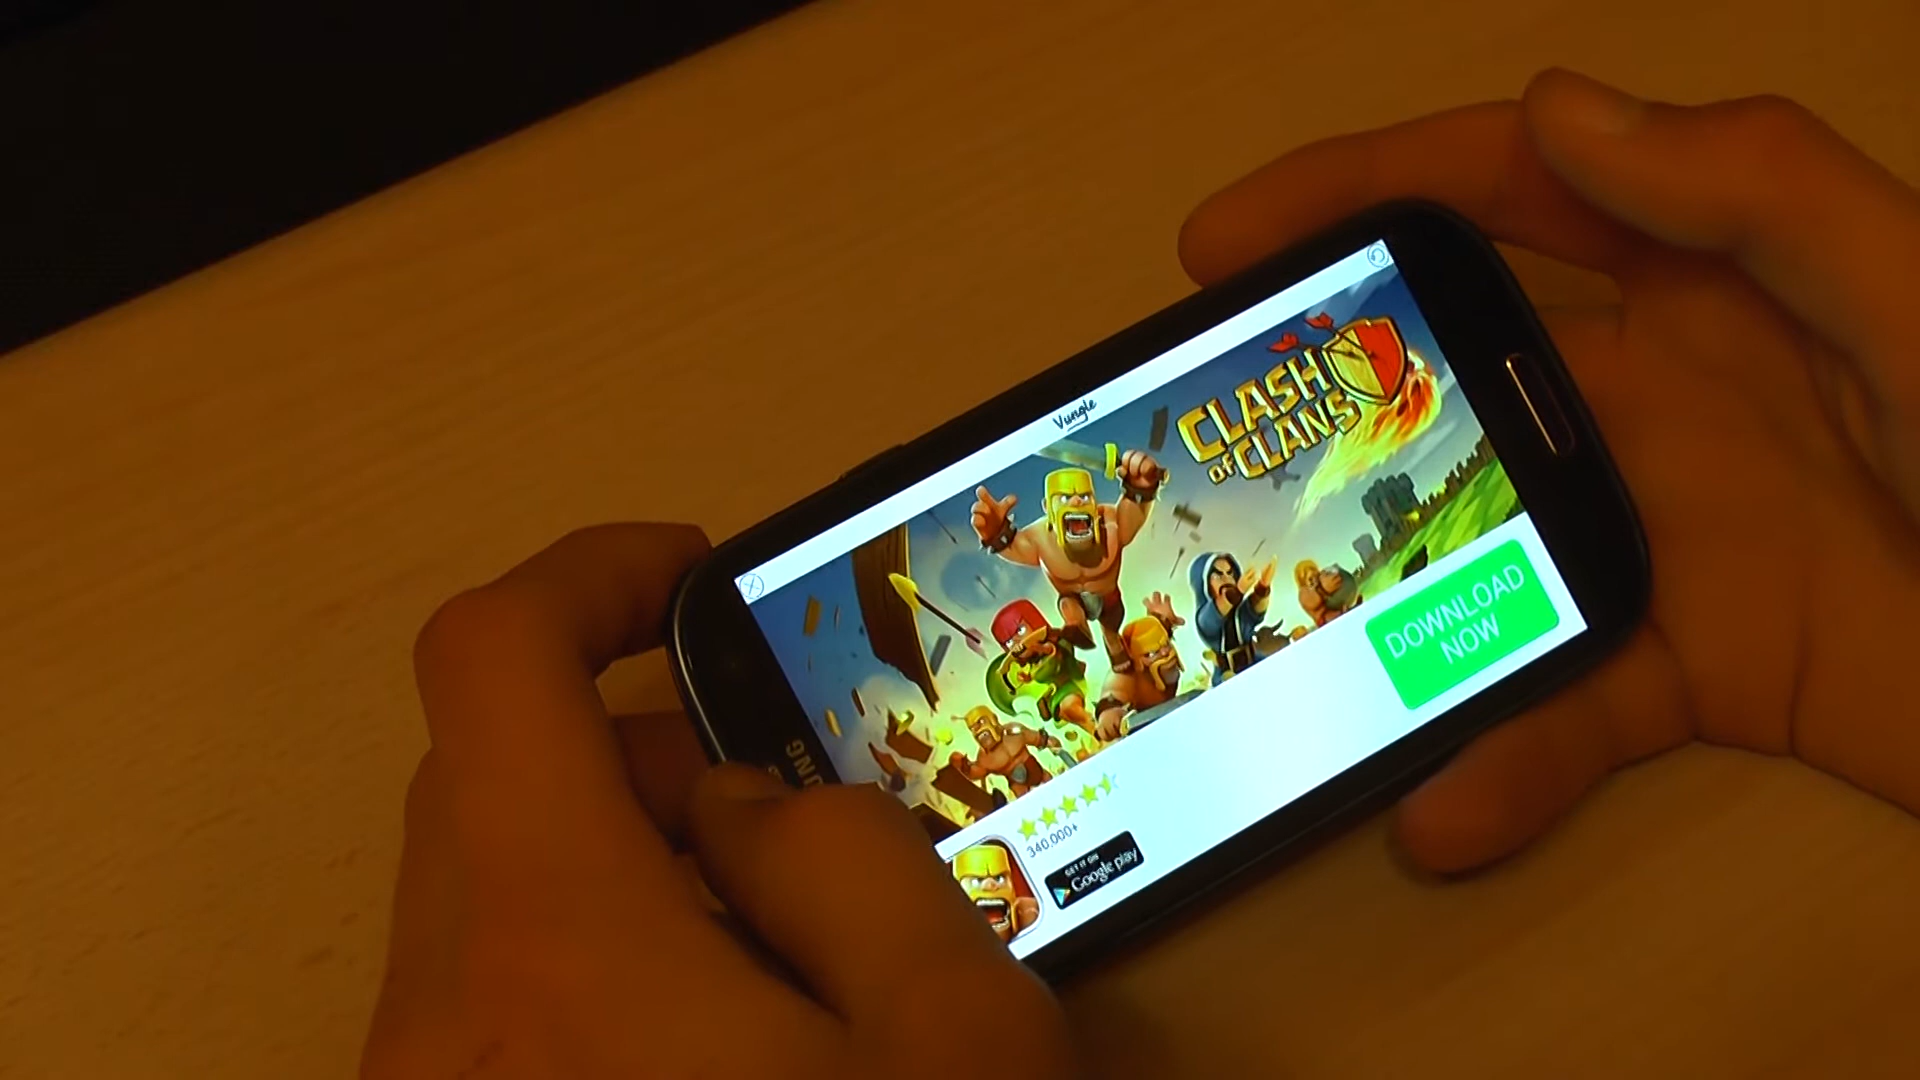 Vungle
CLASH
of CLANS
DOWNLOAD
NOW
340,000+
GET IT ON
Google play